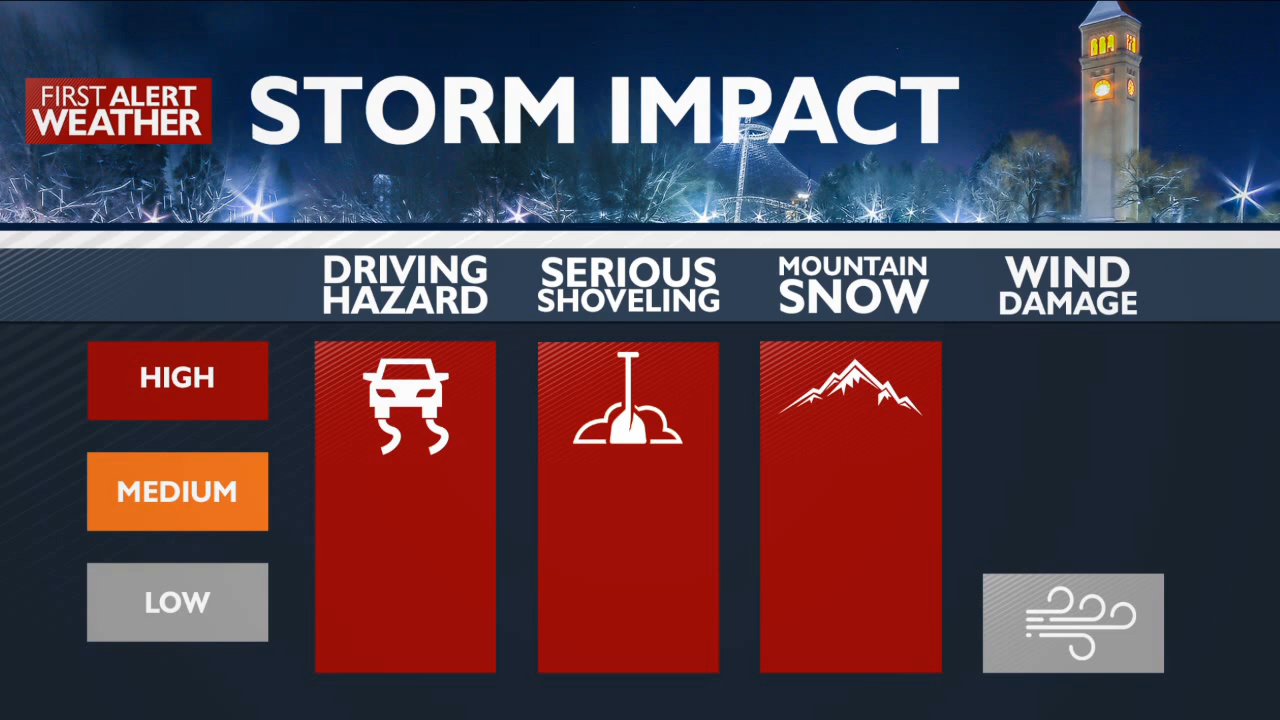 FIRST ALERT
WEATHER
STORM IMPACT
DRIVING
HAZARD
SERIOUS
SHOVELING
MOUNTAIN
SNOW
WIND
DAMAGE
HIGH
MEDIUM
LOW